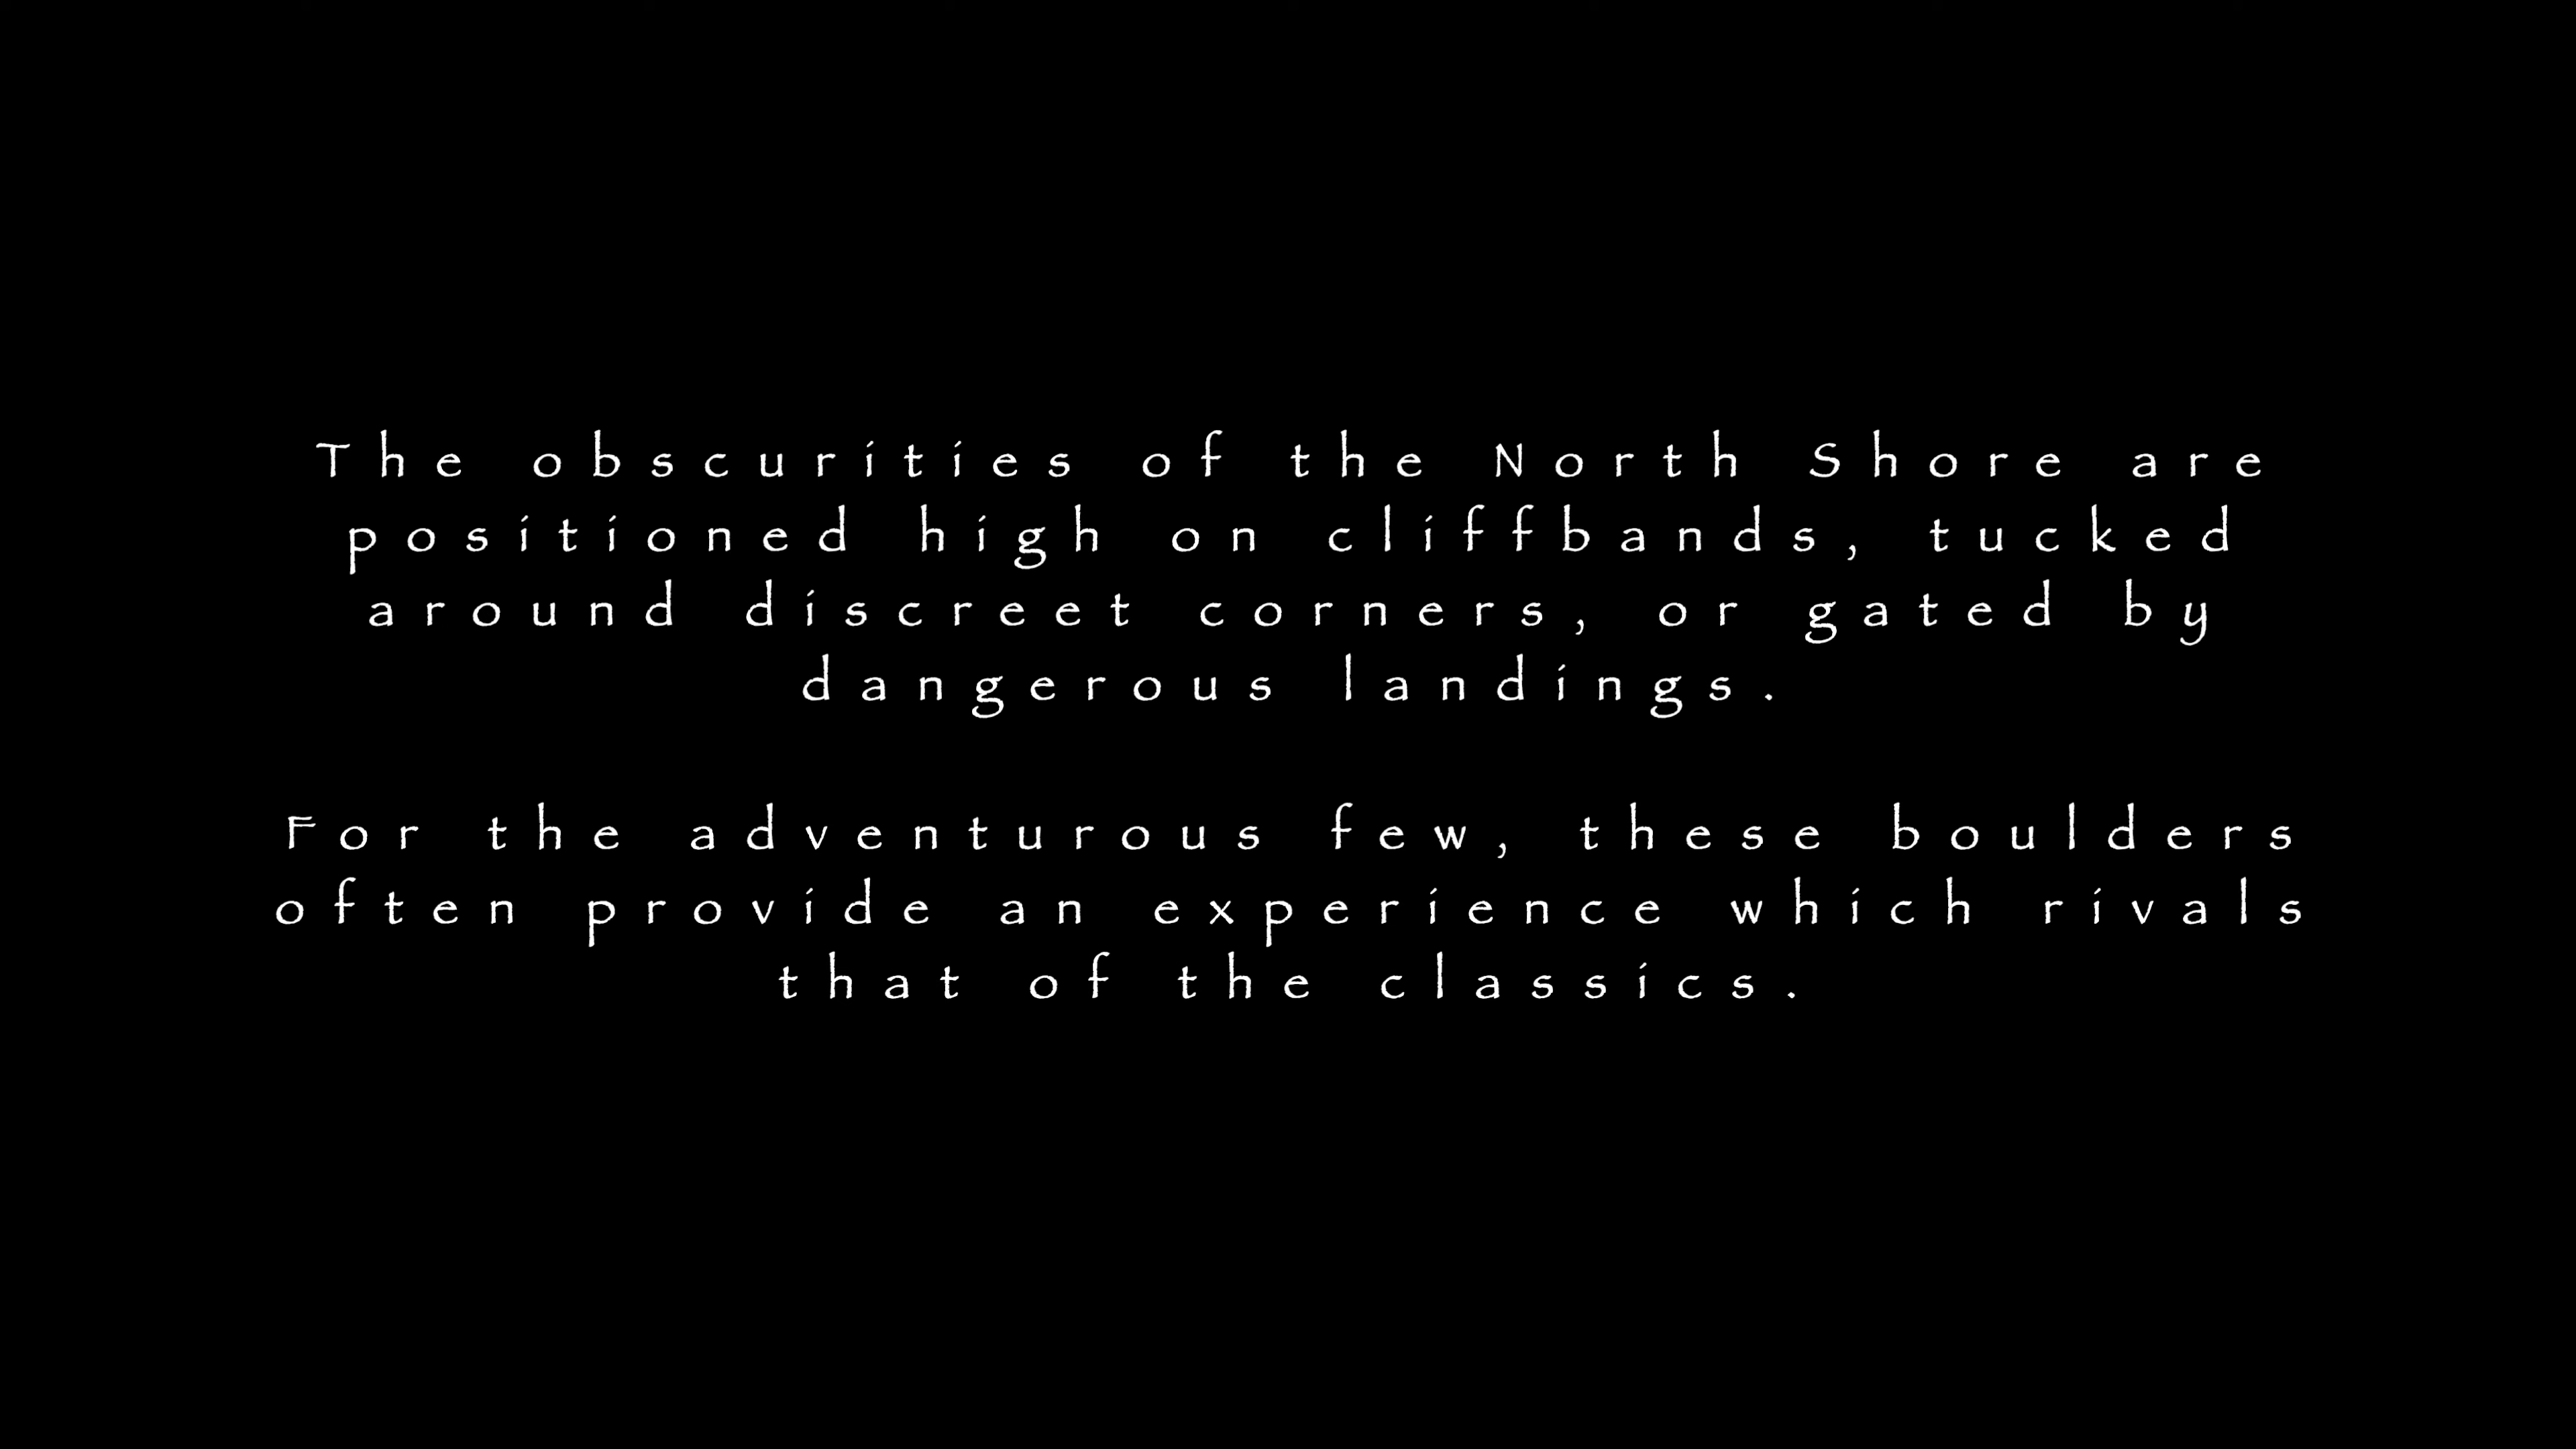 The obscurities of the North Shore are
positioned high on cliffbands, tucked
around discreet corners, or gated by
dangerous landings.
For the adventurous few, these boulders
often provide an experience which rivals
that of the classics.